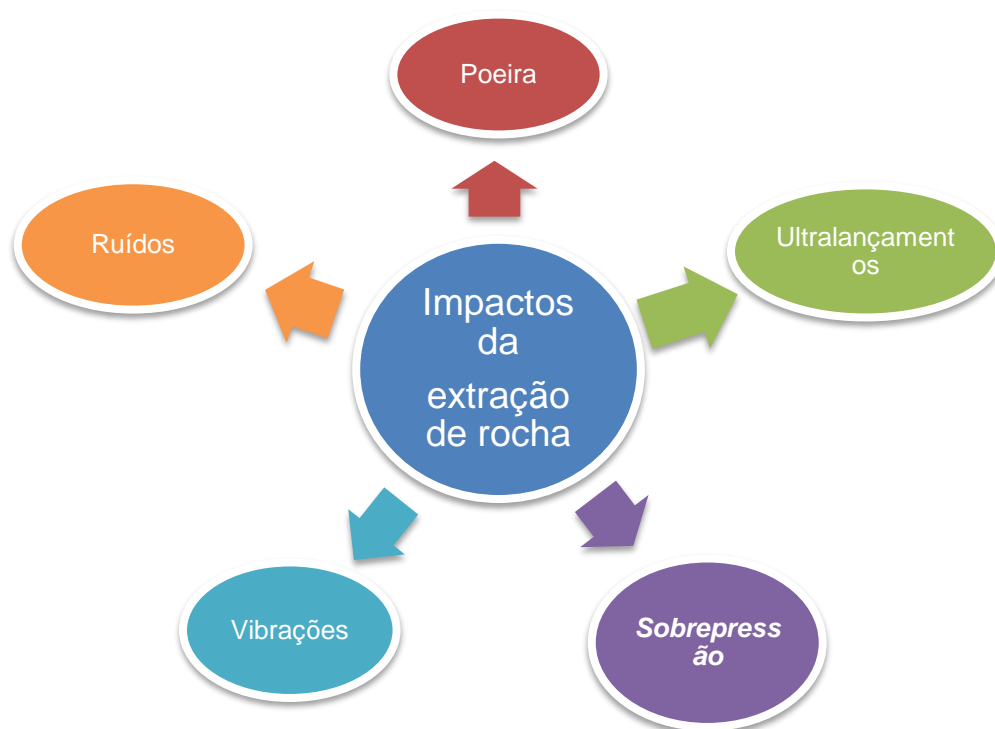 Poeira
Ruídos
Ultralançament
os
Impactos
da
extração
de rocha
Vibrações
Sobrepress
ão